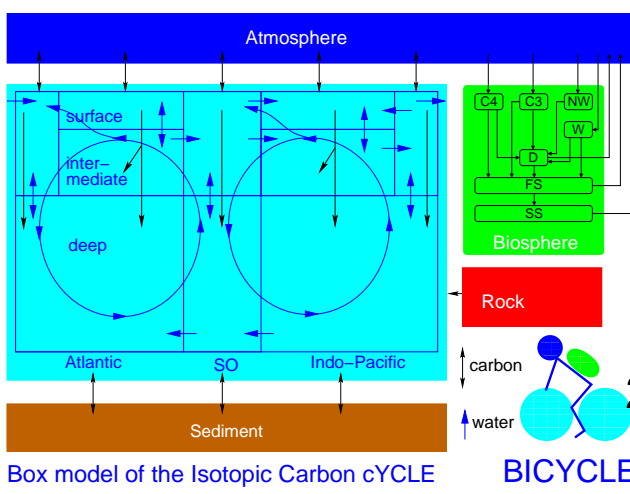 Atmosphere
surface
inter-
mediate
deep
Atlantic
SO
Indo-Pacific
C4
C3
NW
W
D
FS
SS
Biosphere
Rock
carbon
water
Sediment
Box model of the Isotopic Carbon cYCLE
BICYCLE